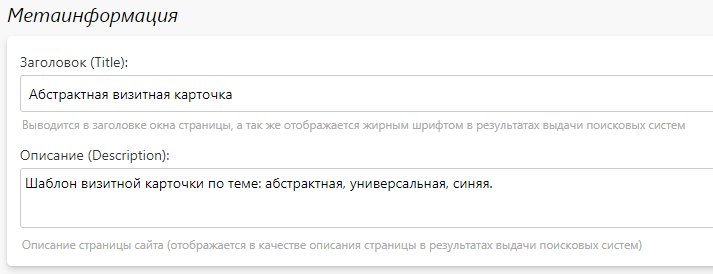 Метаинформация
Заголовок (Title):
Абстрактная визитная карточка
Выводится в заголовке окна страницы, а так же отображается жирным шрифтом в результатах выдачи поисковых систем
Описание (Description):
Шаблон визитной карточки по теме: абстрактная, универсальная, синяя.
Описание страницы сайта (отображается в качестве описания страницы в результатах выдачи поисковых систем)